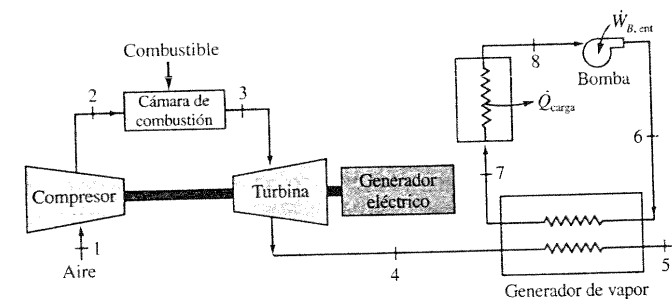 Combustible
2
Cámara de
combustión
3
Compresor
Turbina
Generador
eléctrico
1
Aire
4
8
Ẇ_B, ent
Bomba
Q̇_carga
6
7
5
Generador de vapor